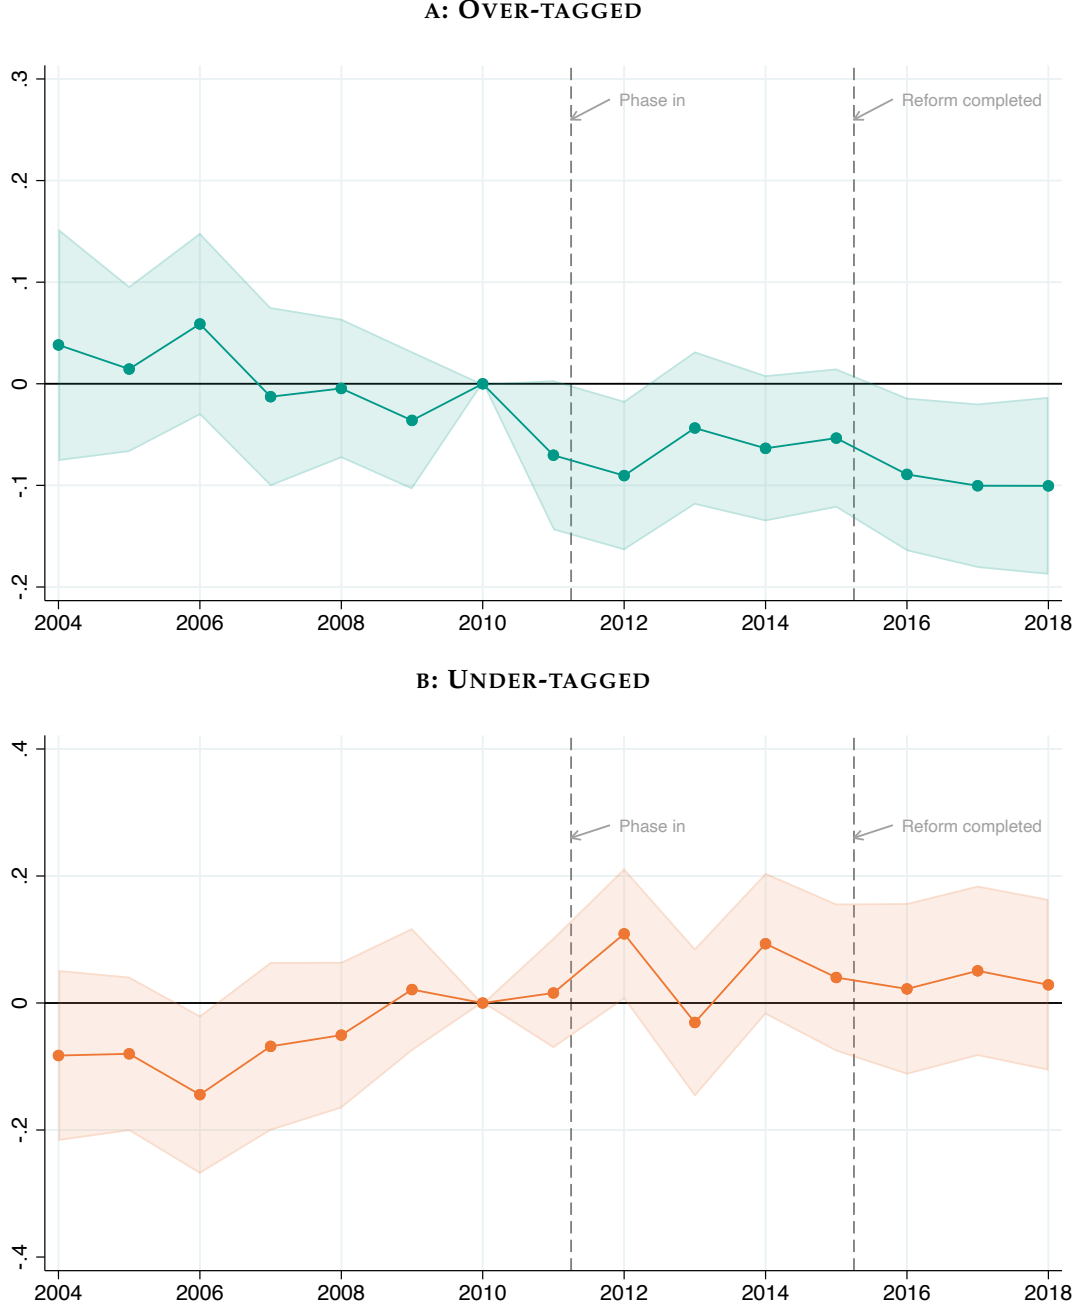 A: OVER-TAGGED
.3
Phase in
Reform completed
.2
.1
0
-.1
-.2
2004 2006 2008 2010 2012 2014 2016 2018
B: UNDER-TAGGED
.4
Phase in
Reform completed
.2
0
-.2
-.4
2004 2006 2008 2010 2012 2014 2016 2018